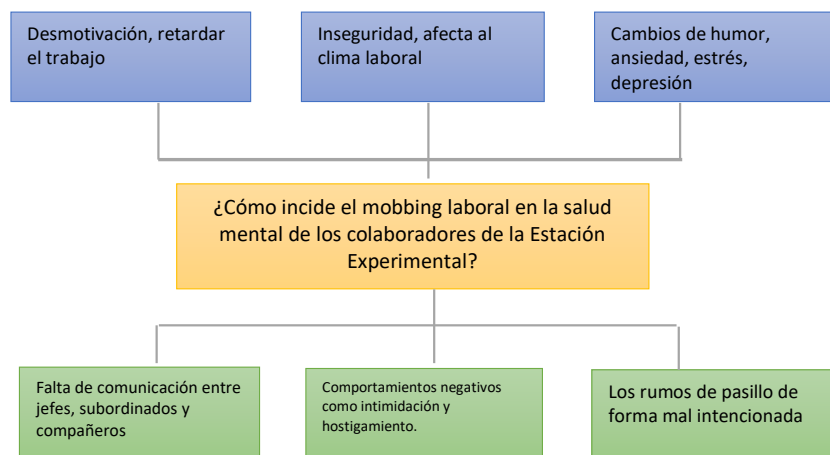 Desmotivación, retardar
el trabajo
Inseguridad, afecta al
clima laboral
Cambios de humor,
ansiedad, estrés,
depresión
¿Cómo incide el mobbing laboral en la salud
mental de los colaboradores de la Estación
Experimental?
Falta de comunicación entre
jefes, subordinados y
compañeros
Comportamientos negativos
como intimidación y
hostigamiento.
Los rumos de pasillo de
forma mal intencionada